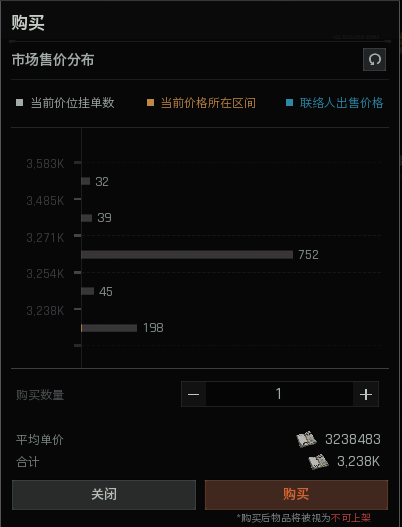 购买
市场售价分布
当前价位挂单数 当前价格所在区间 联络人出售价格
3,583K
32
3,485K
39
3,271K
752
3,254K
45
3,238K
198
购买数量 — 1 +
平均单价 3238483
合计 3,238K
关闭 购买
*购买后物品将被视为不可上架